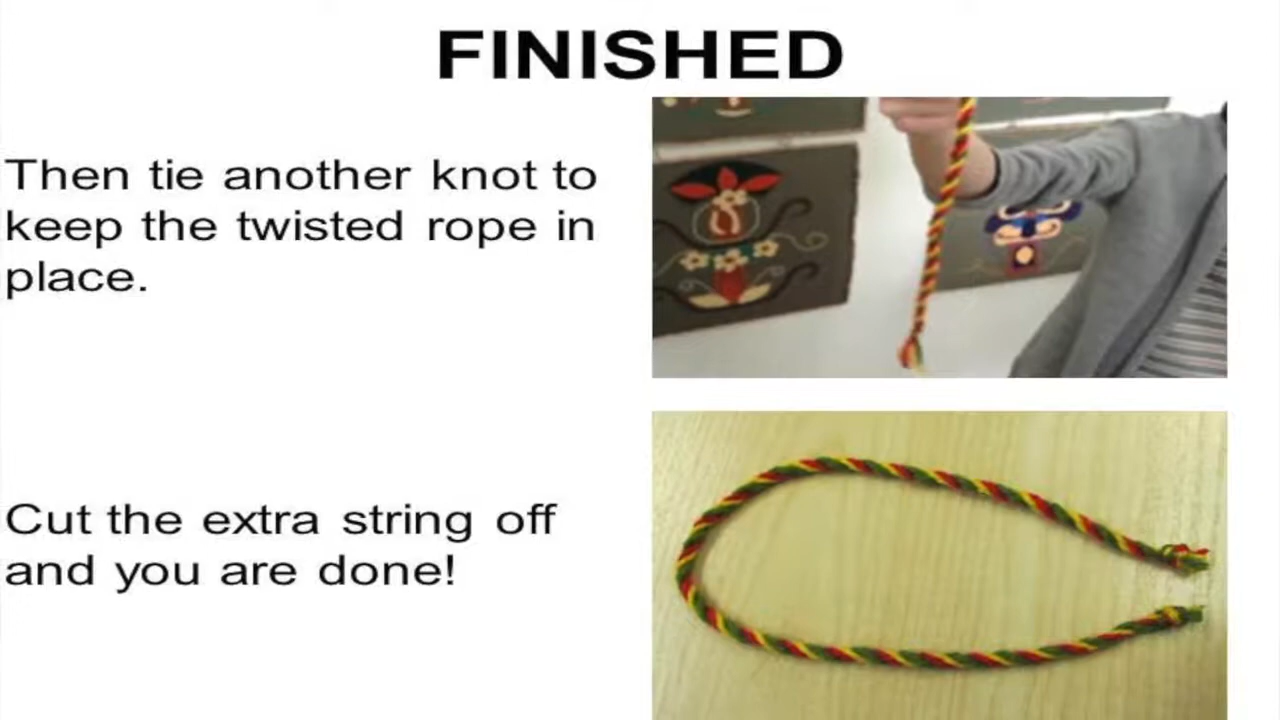 FINISHED
Then tie another knot to
keep the twisted rope in
place.
Cut the extra string off
and you are done!